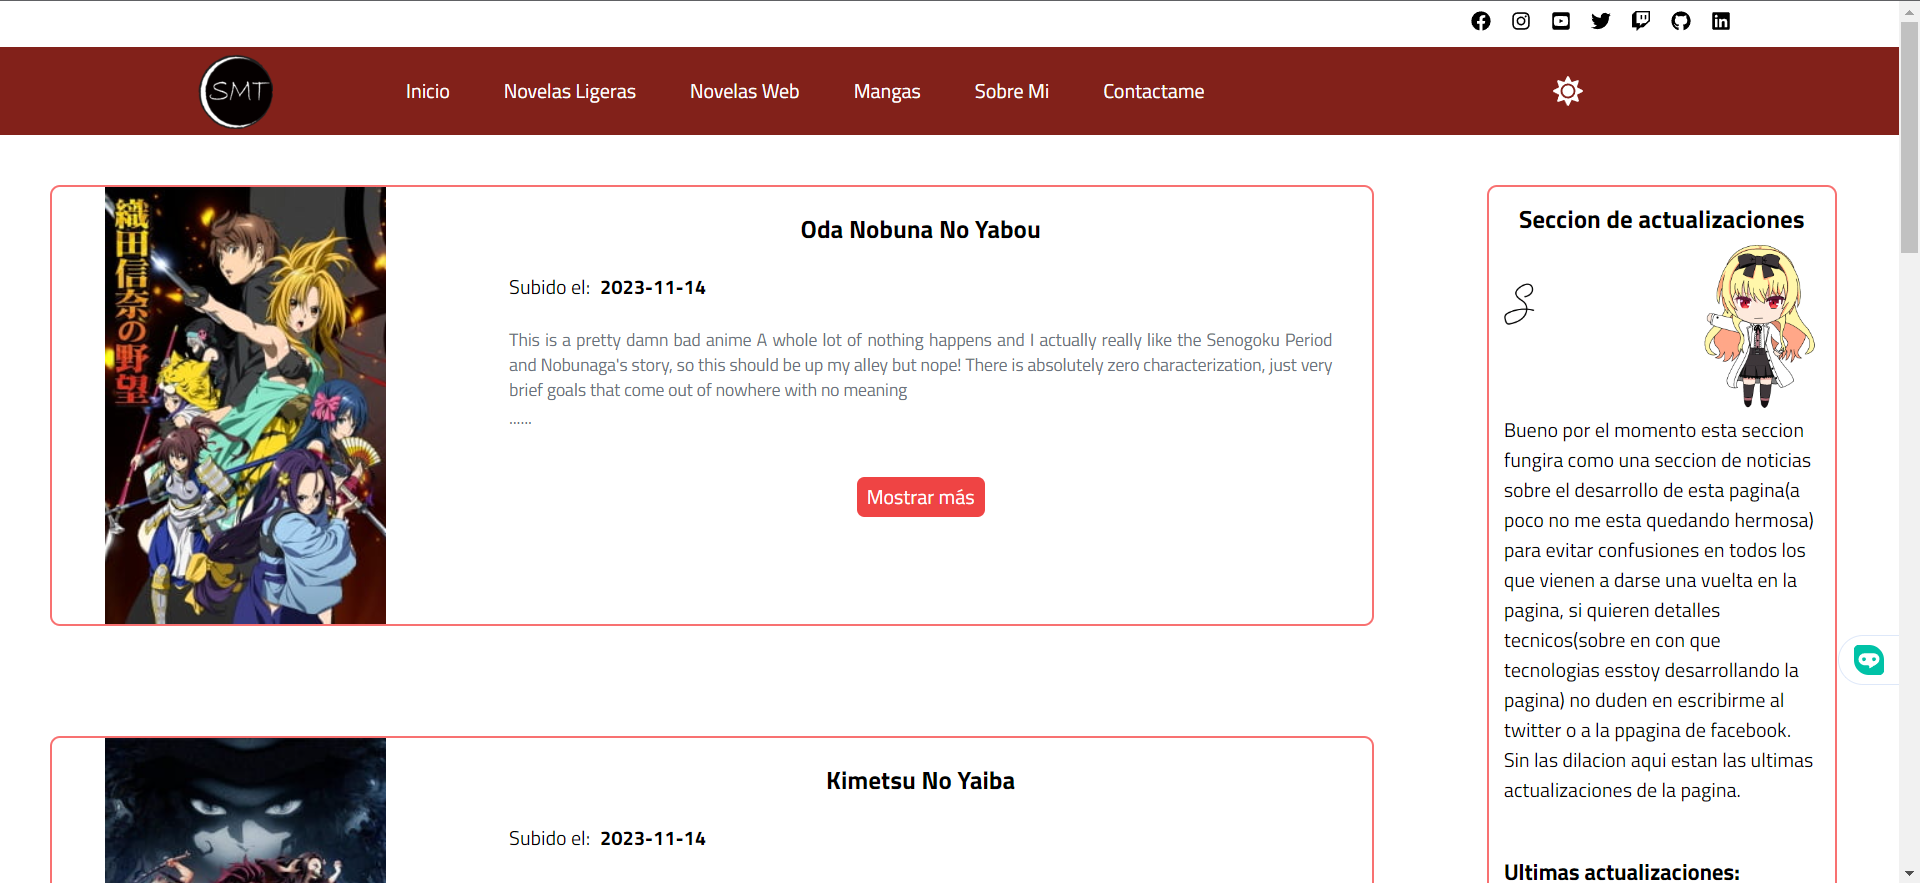 SMT
Inicio
Novelas Ligeras
Novelas Web
Mangas
Sobre Mi
Contactame
織田信奈の野望
Oda Nobuna No Yabou
Subido el: 2023-11-14
This is a pretty damn bad anime A whole lot of nothing happens and I actually really like the Senogoku Period
and Nobunaga's story, so this should be up my alley but nope! There is absolutely zero characterization, just very
brief goals that come out of nowhere with no meaning
......
Mostrar más
Kimetsu No Yaiba
Subido el: 2023-11-14
Seccion de actualizaciones
S
Bueno por el momento esta seccion
fungira como una seccion de noticias
sobre el desarrollo de esta pagina(a
poco no me esta quedando hermosa)
para evitar confusiones en todos los
que vienen a darse una vuelta en la
pagina, si quieren detalles
tecnicos(sobre en con que
tecnologias esstoy desarrollando la
pagina) no duden en escribirme al
twitter o a la ppagina de facebook.
Sin las dilacion aqui estan las ultimas
actualizaciones de la pagina.
Ultimas actualizaciones: